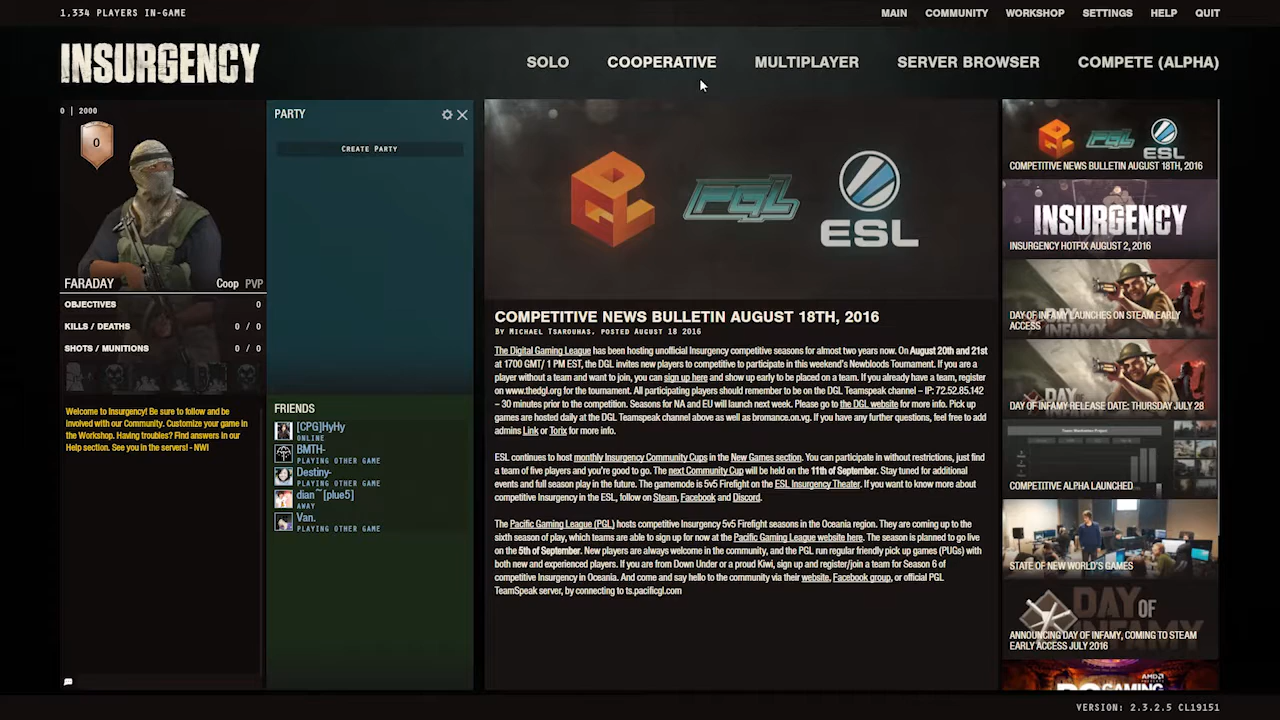 1,334 PLAYERS IN-GAME
MAIN COMMUNITY WORKSHOP SETTINGS HELP QUIT
INSURGENCY
SOLO COOPERATIVE MULTIPLAYER SERVER BROWSER COMPETE (ALPHA)
0 | 2000
0
FARADAY Coop PVP
OBJECTIVES 0
KILLS / DEATHS 0 / 0
SHOTS / MUNITIONS 0 / 0
Welcome to Insurgency! Be sure to follow and be
involved with our Community. Customize your game
in the Workshop. Having troubles? Find answers in our
Help section. See you in the servers! - NWI
PARTY
CREATE PARTY
FRIENDS
[CPG]HyHy
ONLINE
BMTH-
PLAYING OTHER GAME
Destiny-
PLAYING OTHER GAME
dian~[plue5]
AWAY
Van.
PLAYING OTHER GAME
PGL
ESL
COMPETITIVE NEWS BULLETIN AUGUST 18TH, 2016
BY MICHAEL TSAROUHAS, POSTED AUGUST 18 2016
The Digital Gaming League has been hosting unofficial Insurgency competitive seasons for almost two years now. On August 20th and 21st
at 1700 GMT/ 1 PM EST, the DGL invites new players to competitive to participate in this weekend's Newbloods Tournament. If you are a
player without a team and want to join, you can sign up here and show up early to be placed on a team. If you already have a team, register
on www.thedgl.org for the tournament. All participating players should remember to be on the DGL Teamspeak channel – IP: 72.52.85.142
– 30 minutes prior to the competition. Seasons for NA and EU will launch next week. Please go to the DGL website for more info. Pick up
games are hosted daily at the DGL Teamspeak channel above as well as bromance.on.vg. If you have any further questions, feel free to add
admins Link or Torix for more info.
ESL continues to host monthly Insurgency Community Cups in the New Games section. You can participate in without restrictions, just find
a team of five players and you're good to go. The next Community Cup will be held on the 11th of September. Stay tuned for additional
events and full season play in the future. The gamemode is 5v5 Firefight on the ESL Insurgency Theater. If you want to know more about
competitive Insurgency in the ESL, follow on Steam, Facebook and Discord.
The Pacific Gaming League (PGL) hosts competitive Insurgency 5v5 Firefight seasons in the Oceania region. They are coming up to the
sixth season of play, which teams are able to sign up for now at the Pacific Gaming League website here. The season is planned to go live
on the 5th of September. New players are always welcome in the community, and the PGL run regular friendly pick up games (PUGs) with
both new and experienced players. If you are from Down Under or a proud Kiwi, sign up and register/join a team for Season 6 of
competitive Insurgency in Oceania. And come and say hello to the community via their website, Facebook group, or official PGL
TeamSpeak server, by connecting to ts.pacificgl.com
PGL
ESL
COMPETITIVE NEWS BULLETIN AUGUST 18TH, 2016
INSURGENCY
INSURGENCY HOTFIX AUGUST 2, 2016
DAY OF INFAMY LAUNCHES ON STEAM EARLY
ACCESS
DAY OF INFAMY RELEASE DATE: THURSDAY JULY 28
COMPETITIVE ALPHA LAUNCHED
STATE OF NEW WORLD'S GAMES
DAY OF
INFAMY
ANNOUNCING DAY OF INFAMY, COMING TO STEAM
EARLY ACCESS JULY 2016
AMD
PC GAMING
VERSION: 2.3.2.5 CL19151